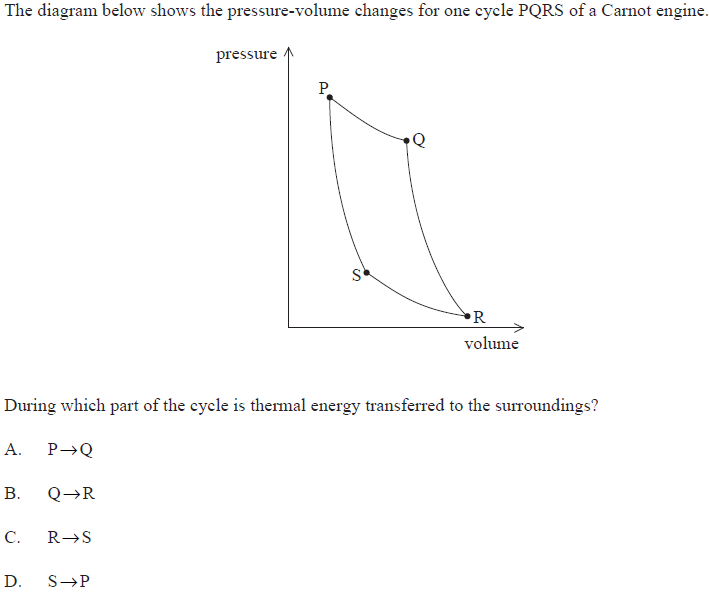 The diagram below shows the pressure-volume changes for one cycle PQRS of a Carnot engine.
pressure
P
Q
S
R
volume
During which part of the cycle is thermal energy transferred to the surroundings?
A. P→Q
B. Q→R
C. R→S
D. S→P